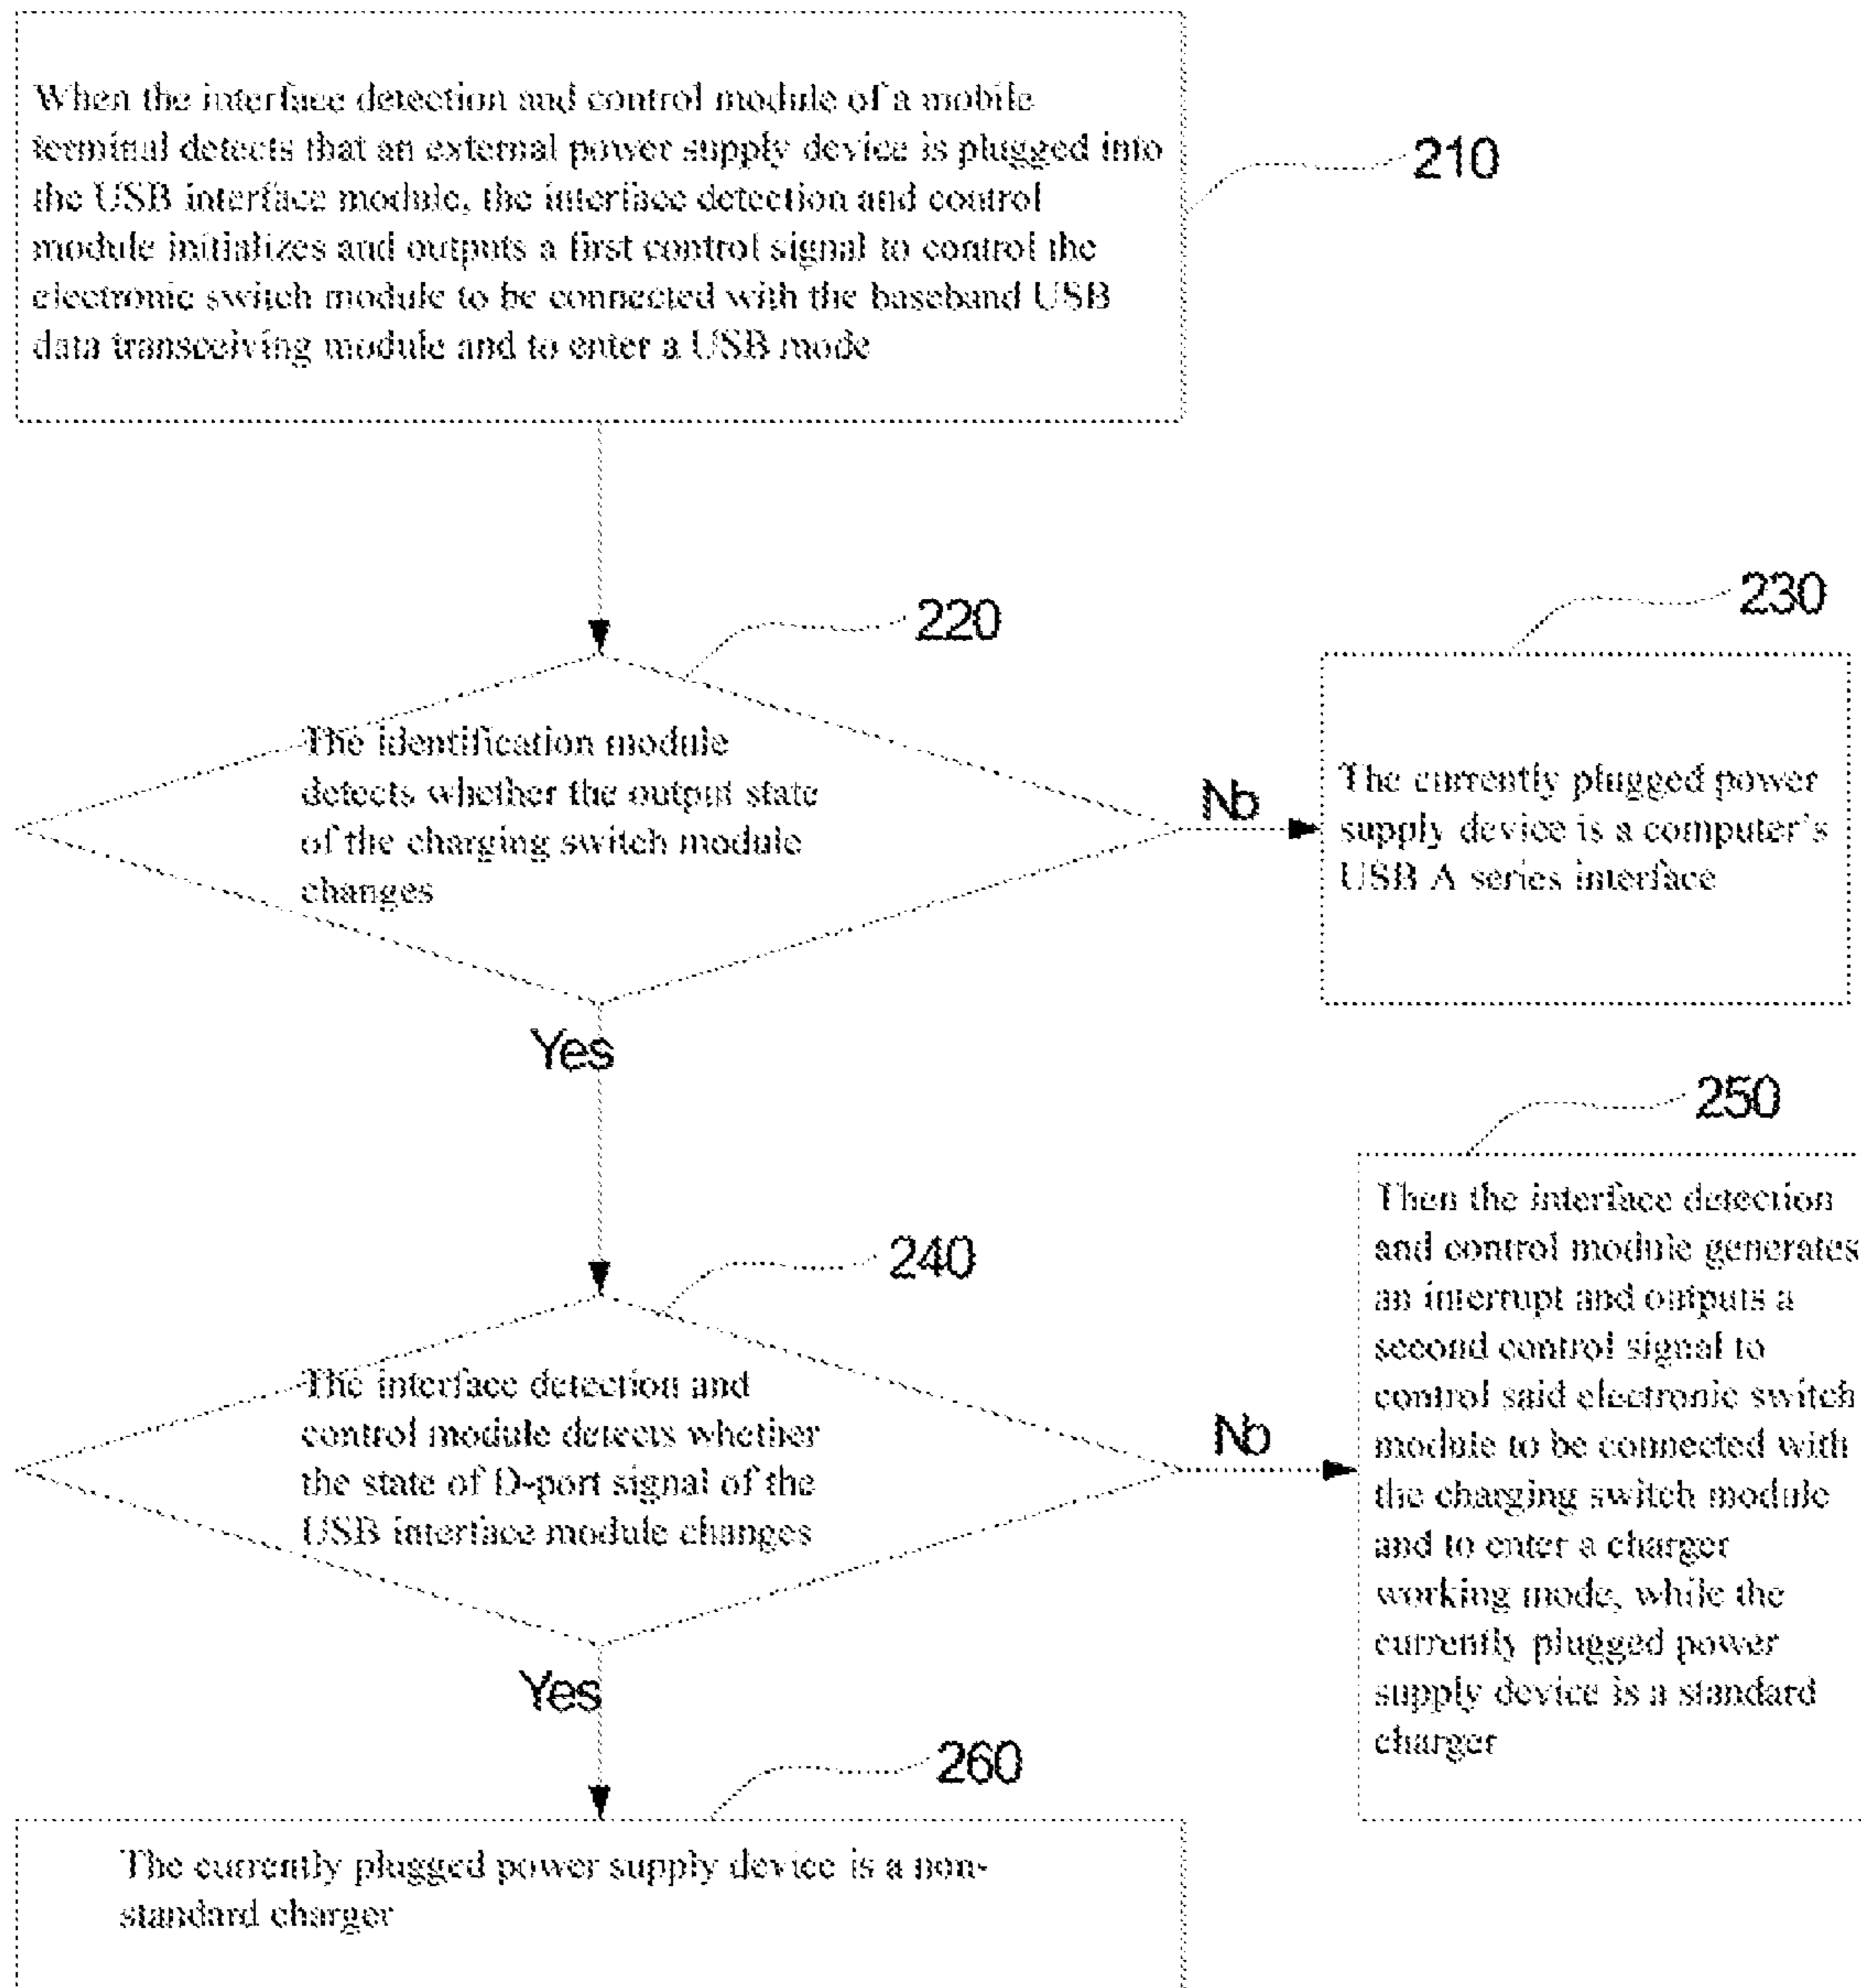 When the interface detection and control module of a mobile
terminal detects that an external power supply device is plugged into
the USB interface module, the interface detection and control
module initializes and outputs a first control signal to control the
electronic switch module to be connected with the baseband USB
data transceiving module and to enter a USB mode
210
220
The identification module
detects whether the output state
of the charging switch module
changes
No
230
The currently plugged power
supply device is a computer's
USB A series interface
Yes
240
The interface detection and
control module detects whether
the state of D-port signal of the
USB interface module changes
No
250
Then the interface detection
and control module generates
an interrupt and outputs a
second control signal to
control said electronic switch
module to be connected with
the charging switch module
and to enter a charger
working mode, while the
currently plugged power
supply device is a standard
charger
Yes
260
The currently plugged power supply device is a non-
standard charger